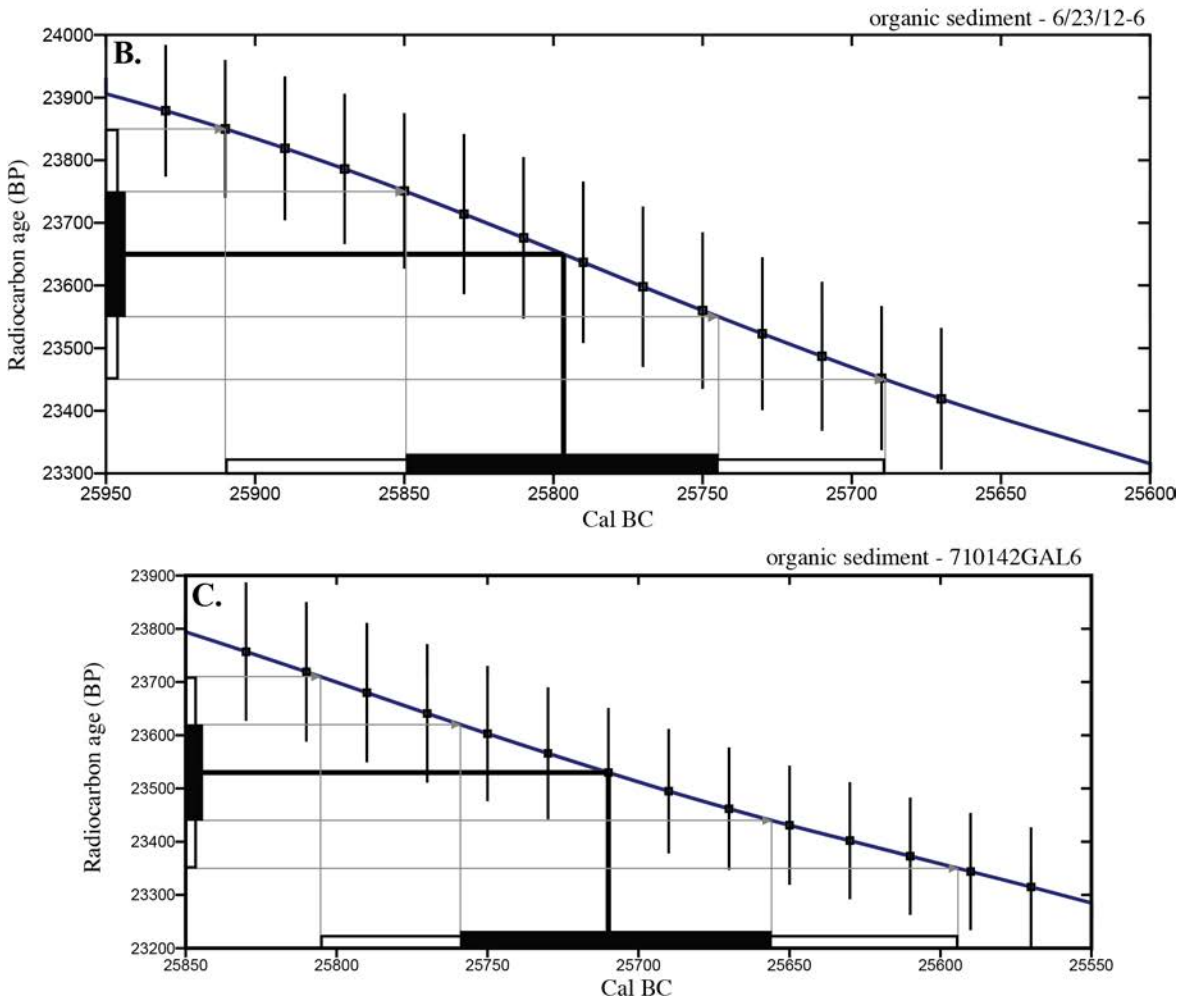 organic sediment - 6/23/12-6
B.
24000
23900
23800
23700
23600
23500
23400
23300
Radiocarbon age (BP)
25950 25900 25850 25800 25750 25700 25650 25600
Cal BC
organic sediment - 710142GAL6
C.
23900
23800
23700
23600
23500
23400
23300
23200
Radiocarbon age (BP)
25850 25800 25750 25700 25650 25600 25550
Cal BC